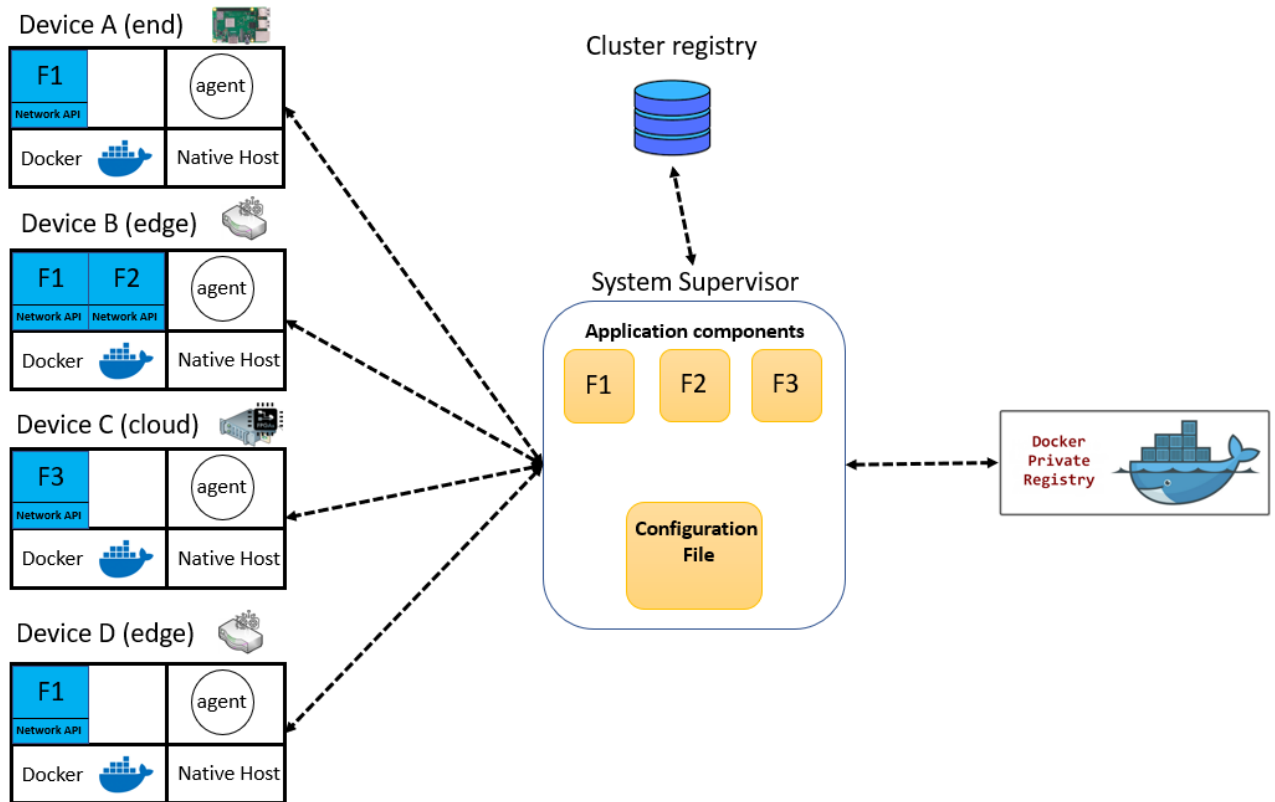 Device A (end)
F1
Network API
agent
Docker
Native Host
Device B (edge)
F1 F2
Network API Network API
agent
Docker
Native Host
Device C (cloud)
F3
Network API
agent
Docker
Native Host
Device D (edge)
F1
Network API
agent
Docker
Native Host
Cluster registry
System Supervisor
Application components
F1 F2 F3
Configuration
File
Docker
Private
Registry